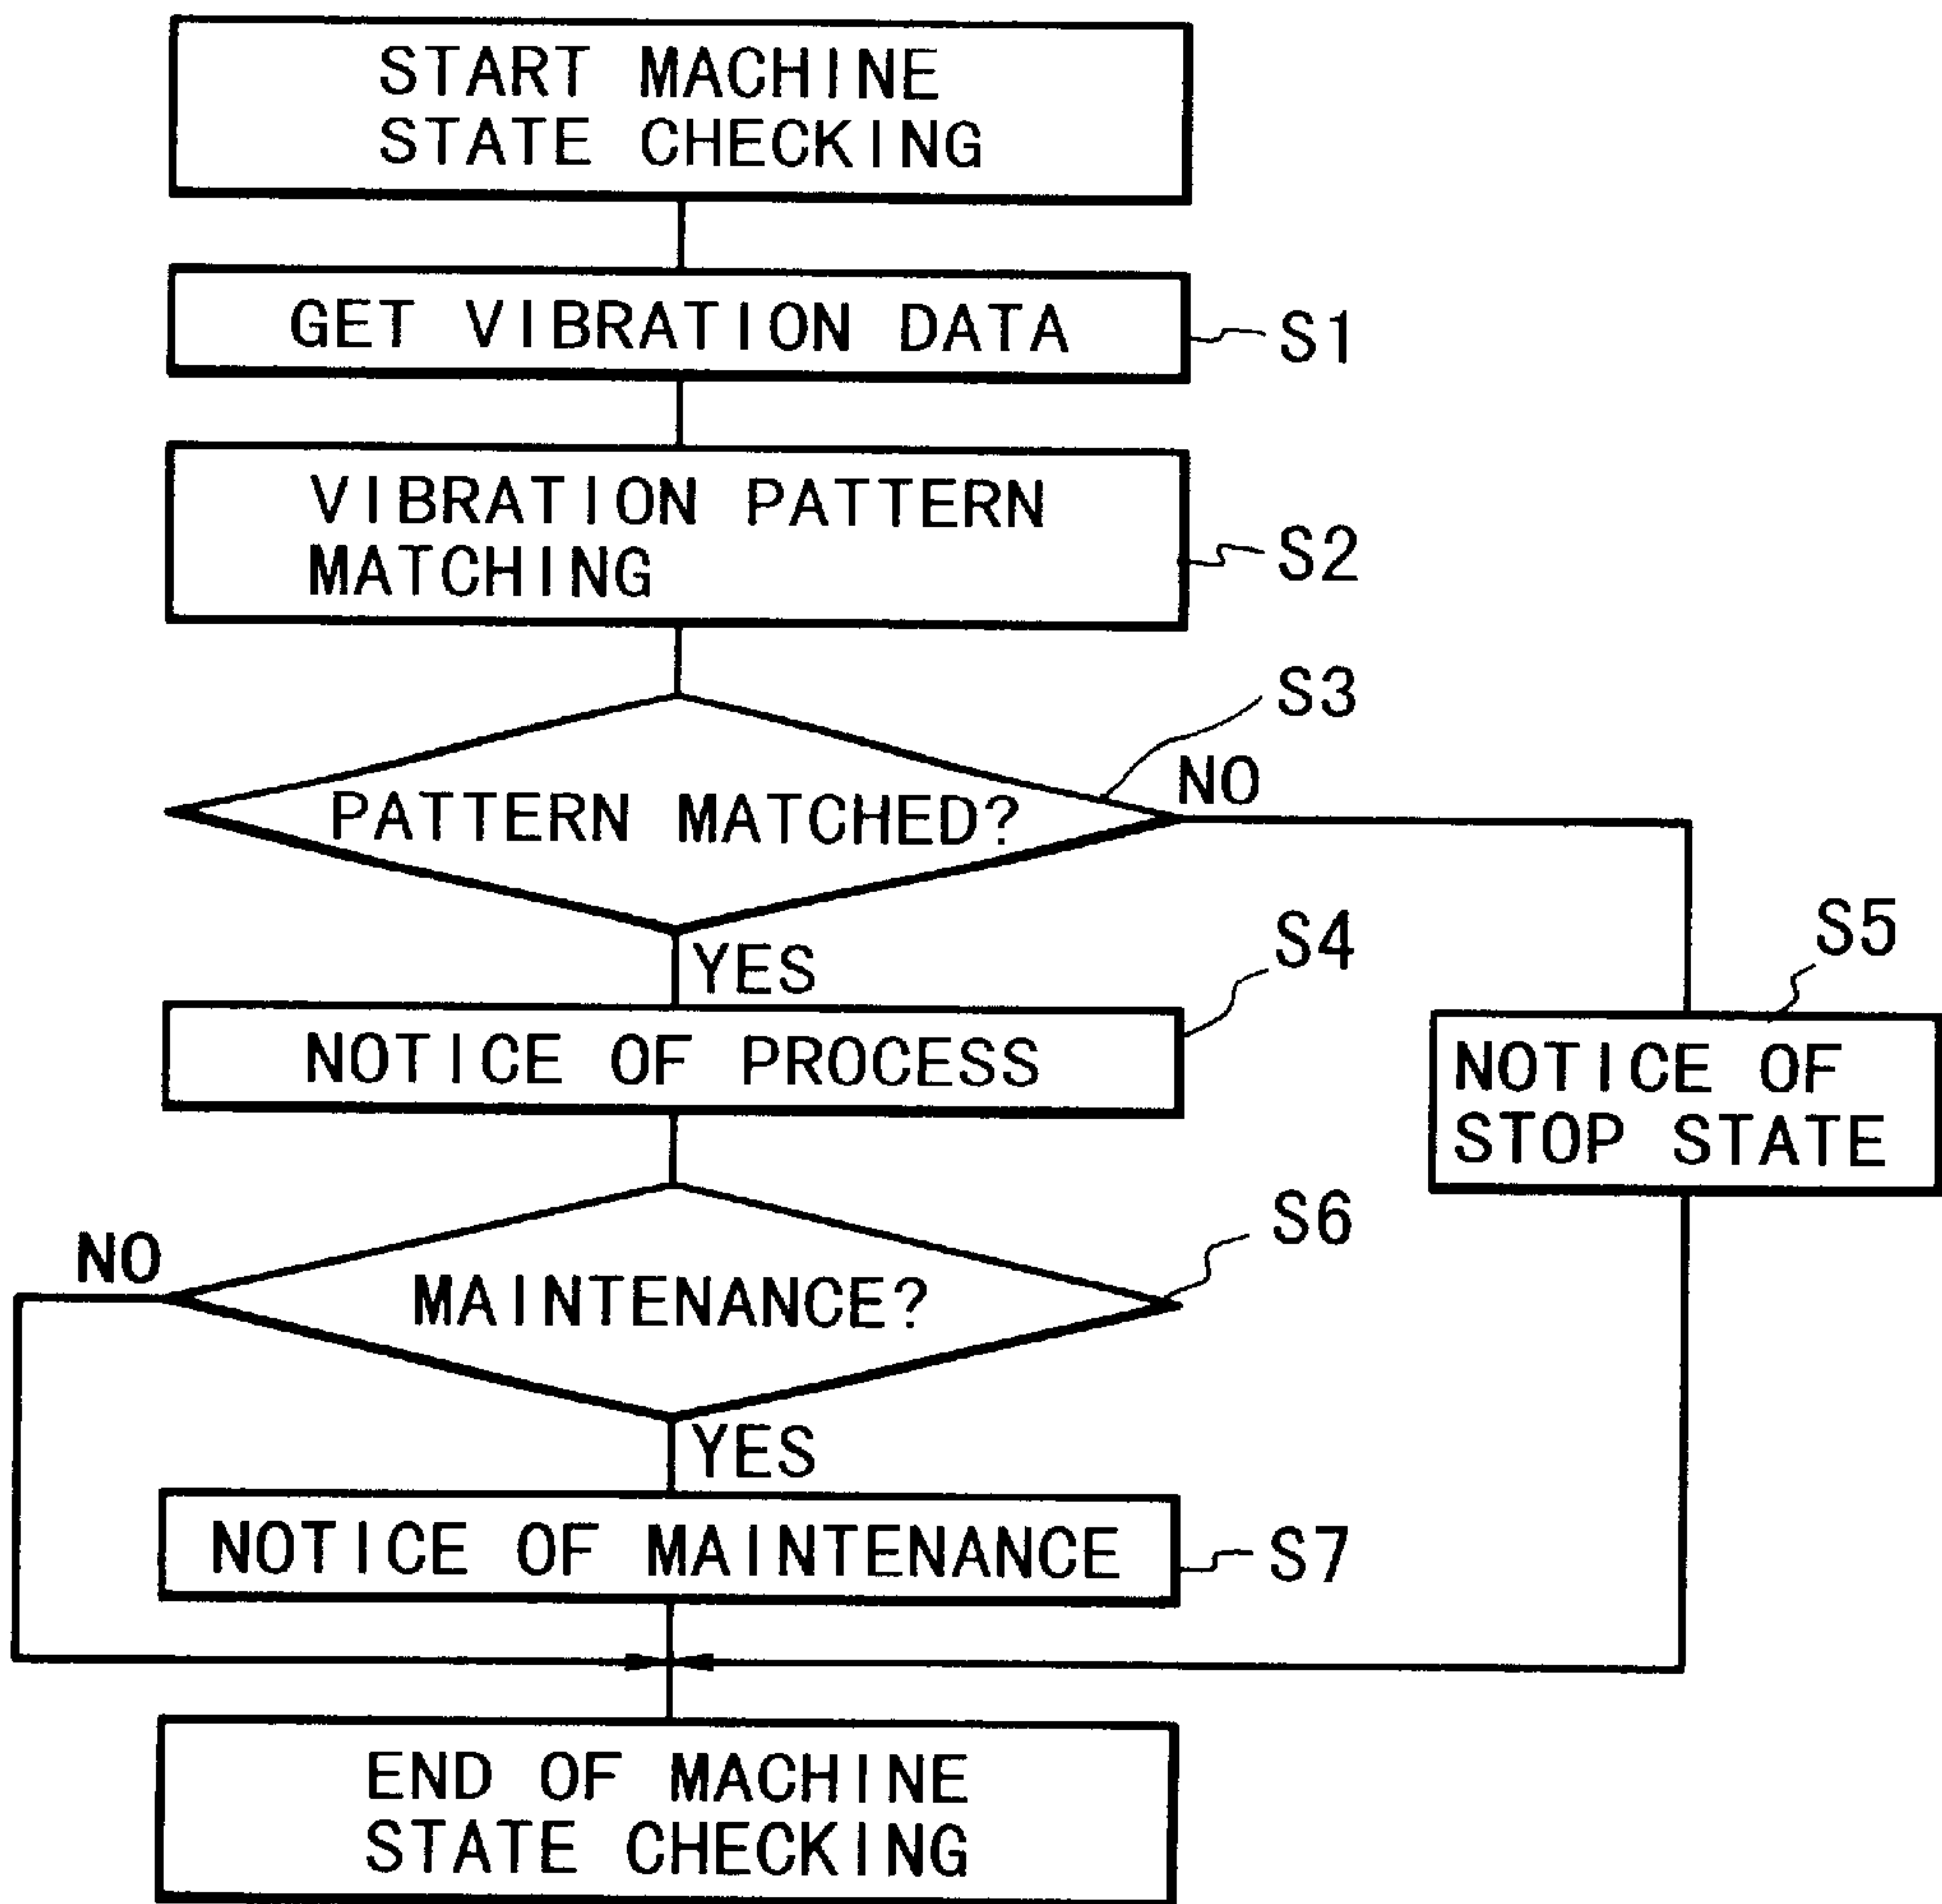 START MACHINE
STATE CHECKING
GET VIBRATION DATA
S1
VIBRATION PATTERN
MATCHING
S2
S3
PATTERN MATCHED?
NO
YES
S4
NOTICE OF PROCESS
S5
NOTICE OF
STOP STATE
S6
NO
MAINTENANCE?
YES
NOTICE OF MAINTENANCE
S7
END OF MACHINE
STATE CHECKING